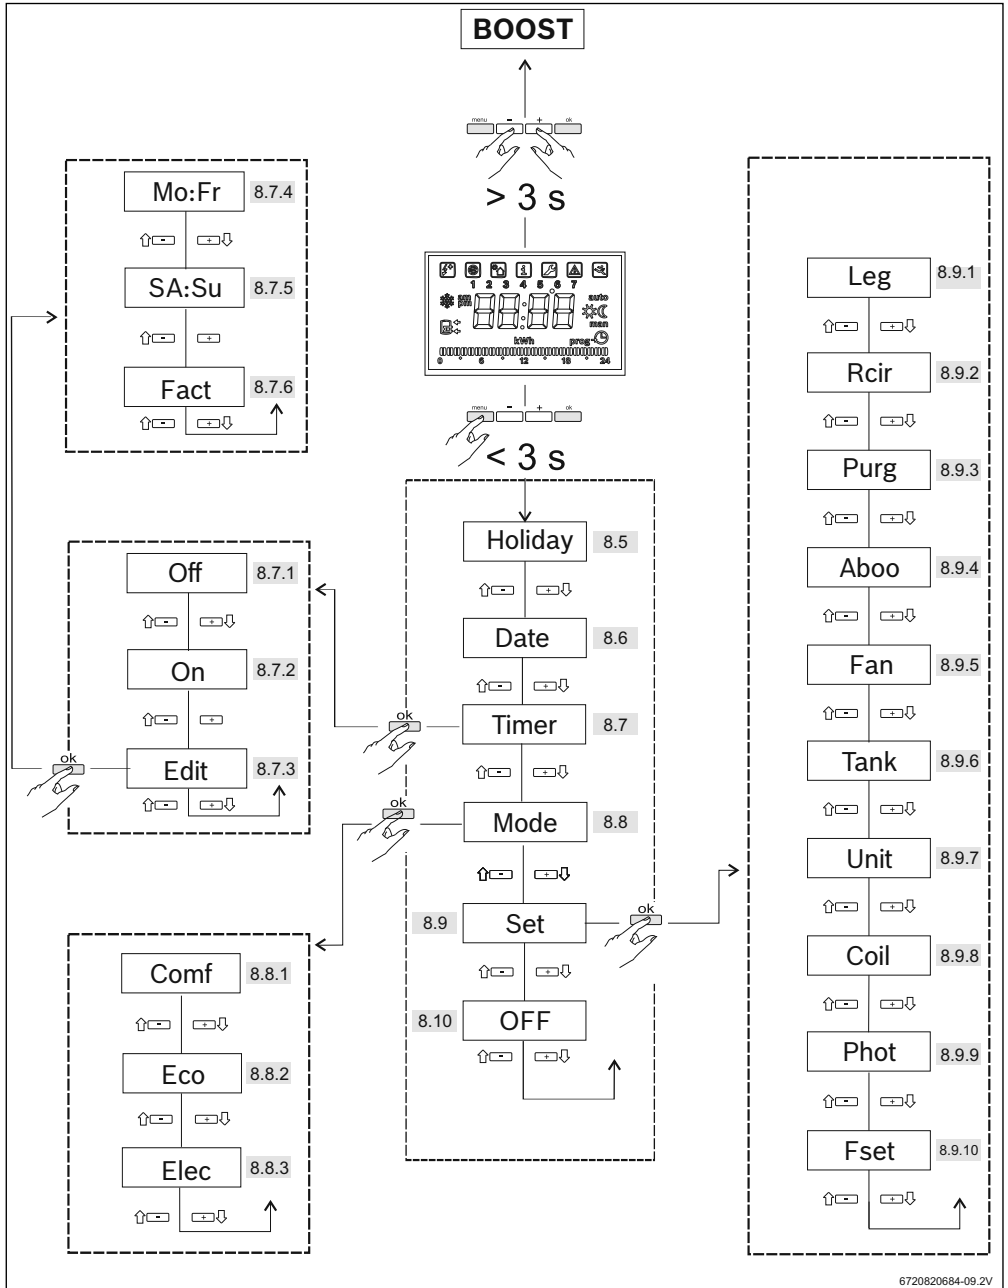 BOOST
menu - + ok
> 3 s
1 2 3 4 5 6 7
am
pm
88:88
auto
man
kWh
prog
0 6 12 18 24
menu - + ok
< 3 s
Mo:Fr 8.7.4
- +
SA:Su 8.7.5
- +
Fact 8.7.6
- +
Off 8.7.1
- +
On 8.7.2
- +
Edit 8.7.3
- +
ok
Comf 8.8.1
- +
Eco 8.8.2
- +
Elec 8.8.3
- +
Holiday 8.5
- +
Date 8.6
- +
ok
Timer 8.7
- +
ok
Mode 8.8
- +
8.9 Set
ok
- +
8.10 OFF
- +
Leg 8.9.1
- +
Rcir 8.9.2
- +
Purg 8.9.3
- +
Aboo 8.9.4
- +
Fan 8.9.5
- +
Tank 8.9.6
- +
Unit 8.9.7
- +
Coil 8.9.8
- +
Phot 8.9.9
- +
Fset 8.9.10
- +
6720820684-09.2V